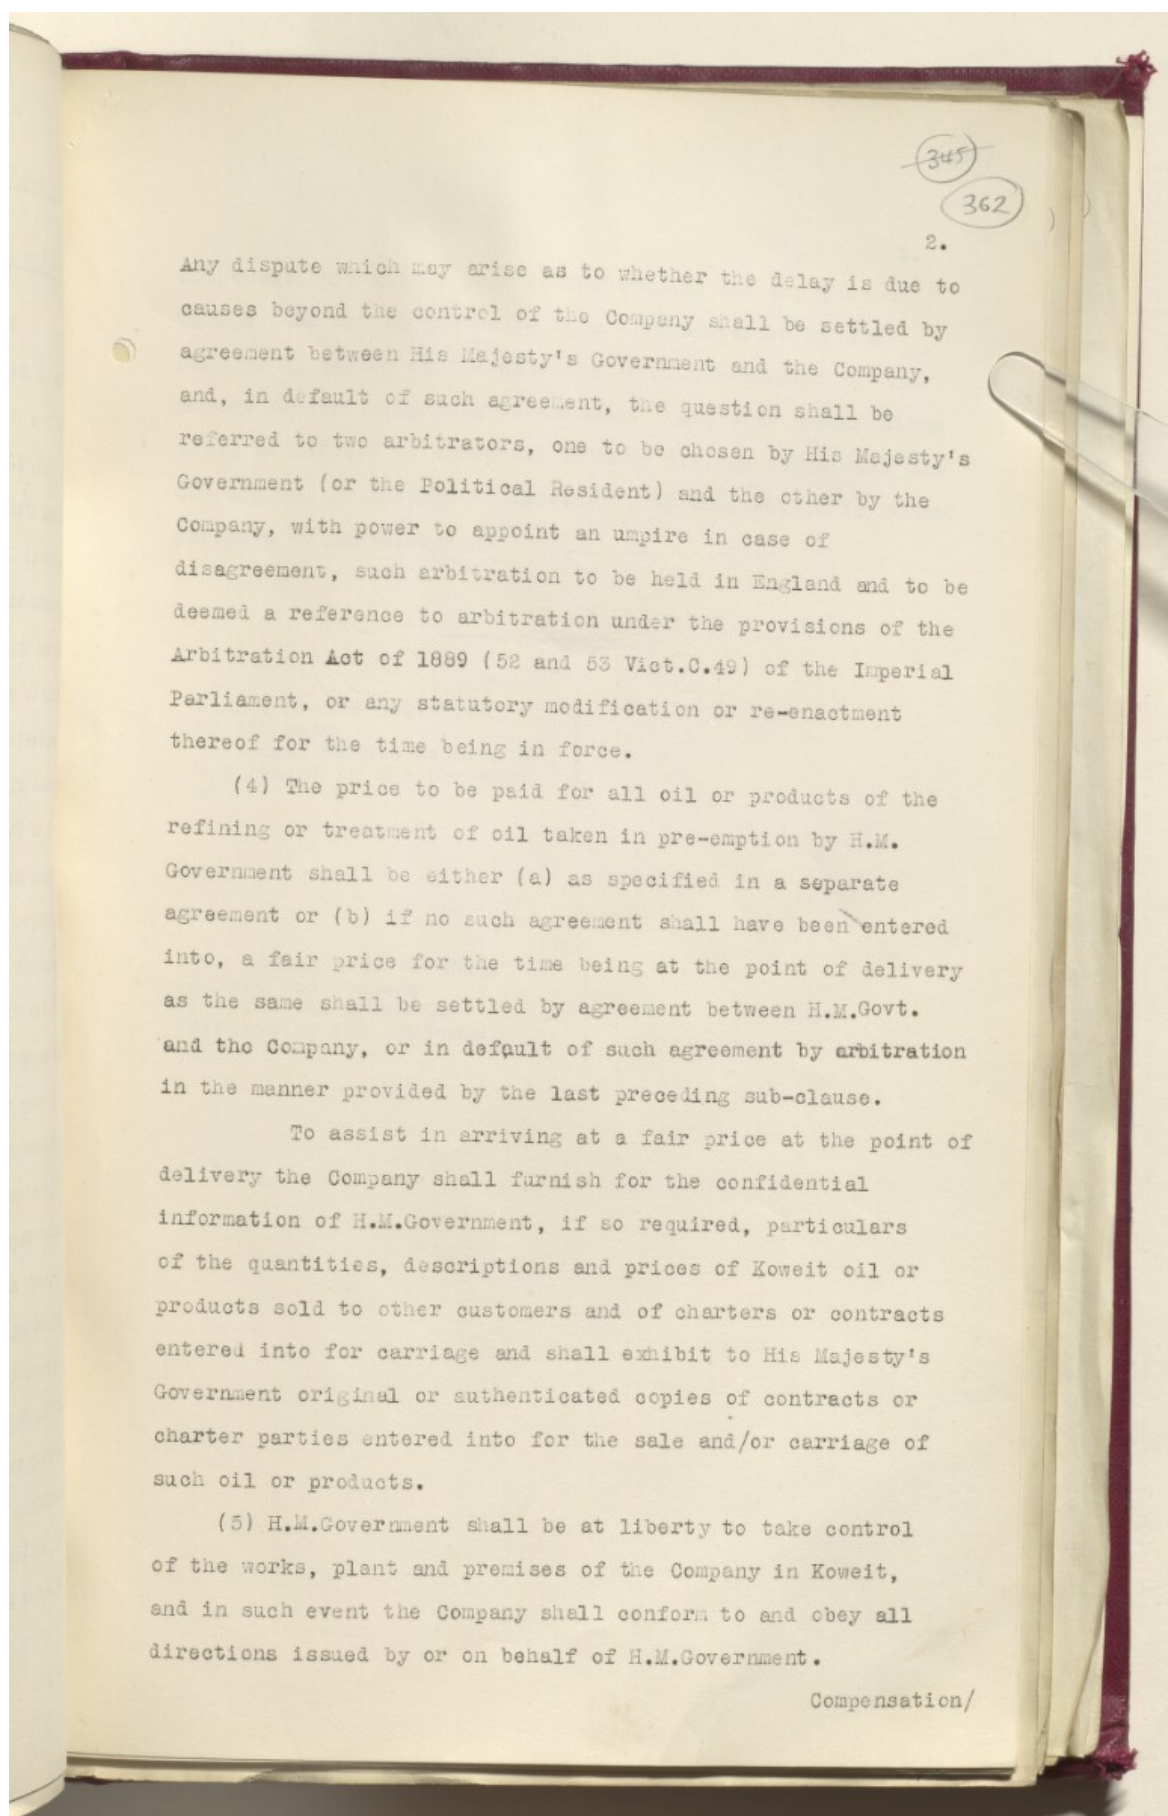 345
362
2.
Any dispute which may arise as to whether the delay is due to
causes beyond the control of the Company shall be settled by
agreement between His Majesty's Government and the Company,
and, in default of such agreement, the question shall be
referred to two arbitrators, one to be chosen by His Majesty's
Government (or the Political Resident) and the other by the
Company, with power to appoint an umpire in case of
disagreement, such arbitration to be held in England and to be
deemed a reference to arbitration under the provisions of the
Arbitration Act of 1889 (52 and 53 Vict.C.49) of the Imperial
Parliament, or any statutory modification or re-enactment
thereof for the time being in force.
(4) The price to be paid for all oil or products of the
refining or treatment of oil taken in pre-emption by H.M.
Government shall be either (a) as specified in a separate
agreement or (b) if no such agreement shall have been entered
into, a fair price for the time being at the point of delivery
as the same shall be settled by agreement between H.M.Govt.
and the Company, or in default of such agreement by arbitration
in the manner provided by the last preceding sub-clause.
To assist in arriving at a fair price at the point of
delivery the Company shall furnish for the confidential
information of H.M.Government, if so required, particulars
of the quantities, descriptions and prices of Koweit oil or
products sold to other customers and of charters or contracts
entered into for carriage and shall exhibit to His Majesty's
Government original or authenticated copies of contracts or
charter parties entered into for the sale and/or carriage of
such oil or products.
(5) H.M.Government shall be at liberty to take control
of the works, plant and premises of the Company in Koweit,
and in such event the Company shall conform to and obey all
directions issued by or on behalf of H.M.Government.
Compensation/